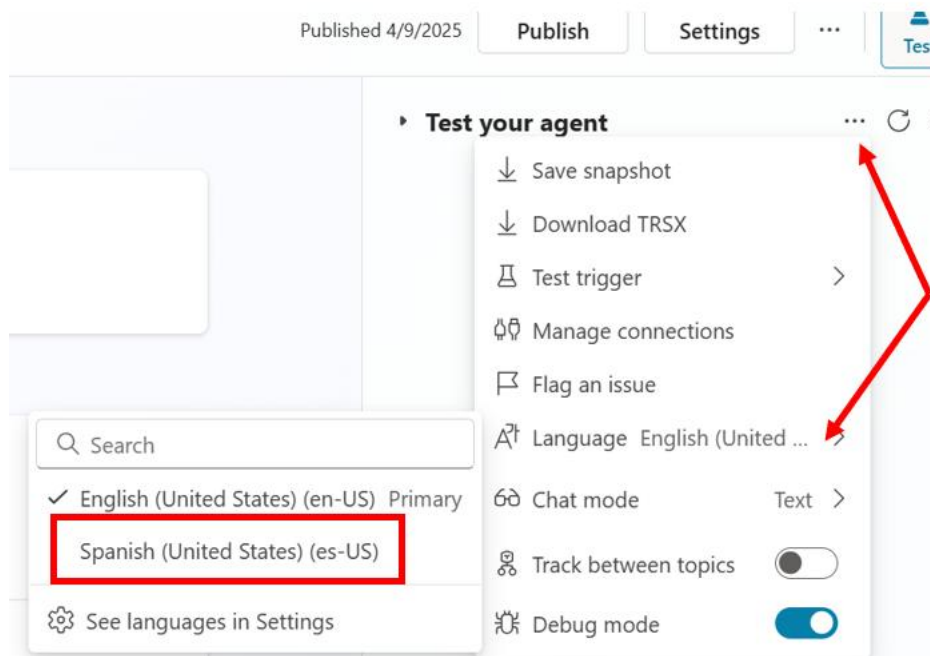 Published 4/9/2025 Publish Settings ...
Tes
Test your agent ...
Save snapshot
Download TRSX
Test trigger
Manage connections
Flag an issue
Language English (United ...
Chat mode Text
Track between topics
Debug mode
Search
English (United States) (en-US) Primary
Spanish (United States) (es-US)
See languages in Settings